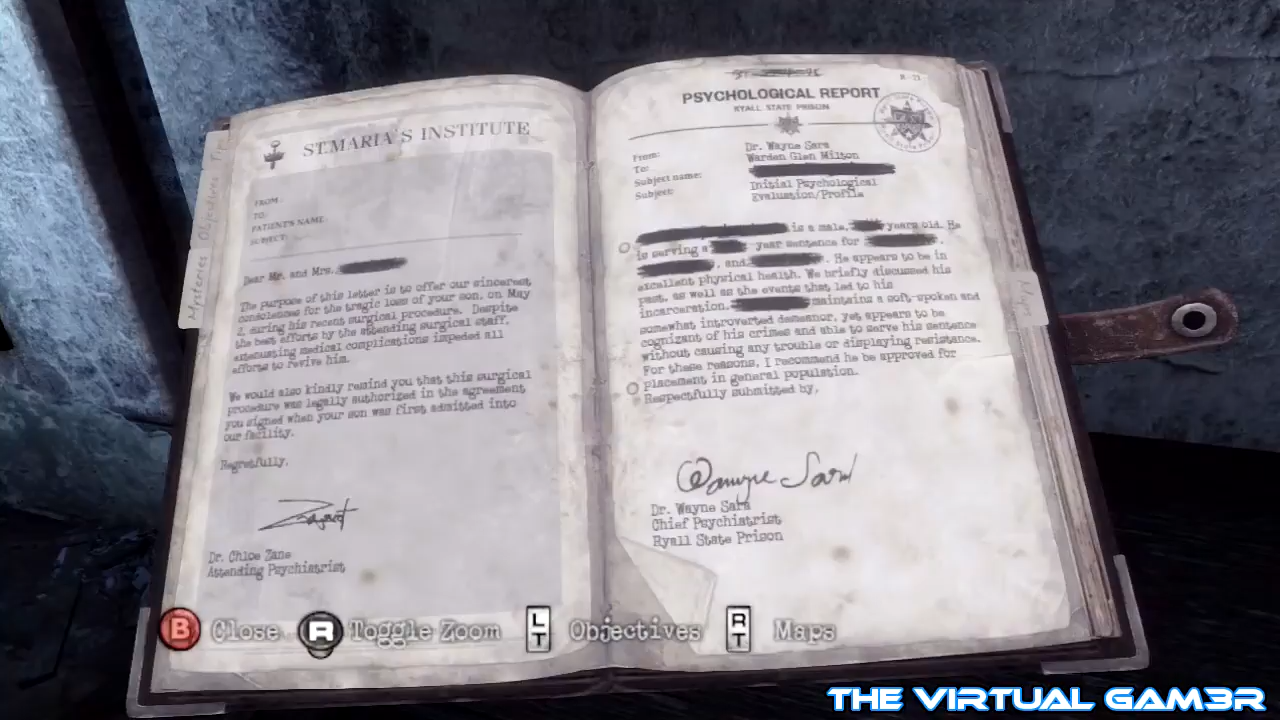 ST.MARIA'S INSTITUTE
FROM:
TO:
PATIENT'S NAME:
SUBJECT:
Dear Mr. and Mrs.
The purpose of this letter is to offer our sincerest
condolences for the tragic loss of your son, on May
2, during his recent surgical procedure. Despite
the best efforts by the attending surgical staff,
medical complications impeded all
efforts to revive him.
We would also kindly remind you that this surgical
procedure was legally authorized in the agreement
you signed when your son was first admitted into
our facility.
Regretfully,
Dr. Chloe Zane
Attending Psychiatrist
Mysteries
Objectives
PSYCHOLOGICAL REPORT
RYALL STATE PRISON
From: Dr. Wayne Sara
To: Warden Glen Milton
Subject name:
Subject: Initial Psychological
Evaluation/Profile
is a male, years old. He
is serving a year sentence for
, and . He appears to be in
excellent physical health. We briefly discussed his
past, as well as the events that led to his
incarceration. maintains a soft-spoken and
somewhat introverted demeanor, yet appears to be
cognizant of his crimes and able to serve his sentence
without causing any trouble or displaying resistance.
For these reasons, I recommend he be approved for
placement in general population.
Respectfully submitted by,
Dr. Wayne Sara
Chief Psychiatrist
Ryall State Prison
Maps
B Close R Toggle Zoom LT Objectives RT Maps
THE VIRTUAL GAM3R